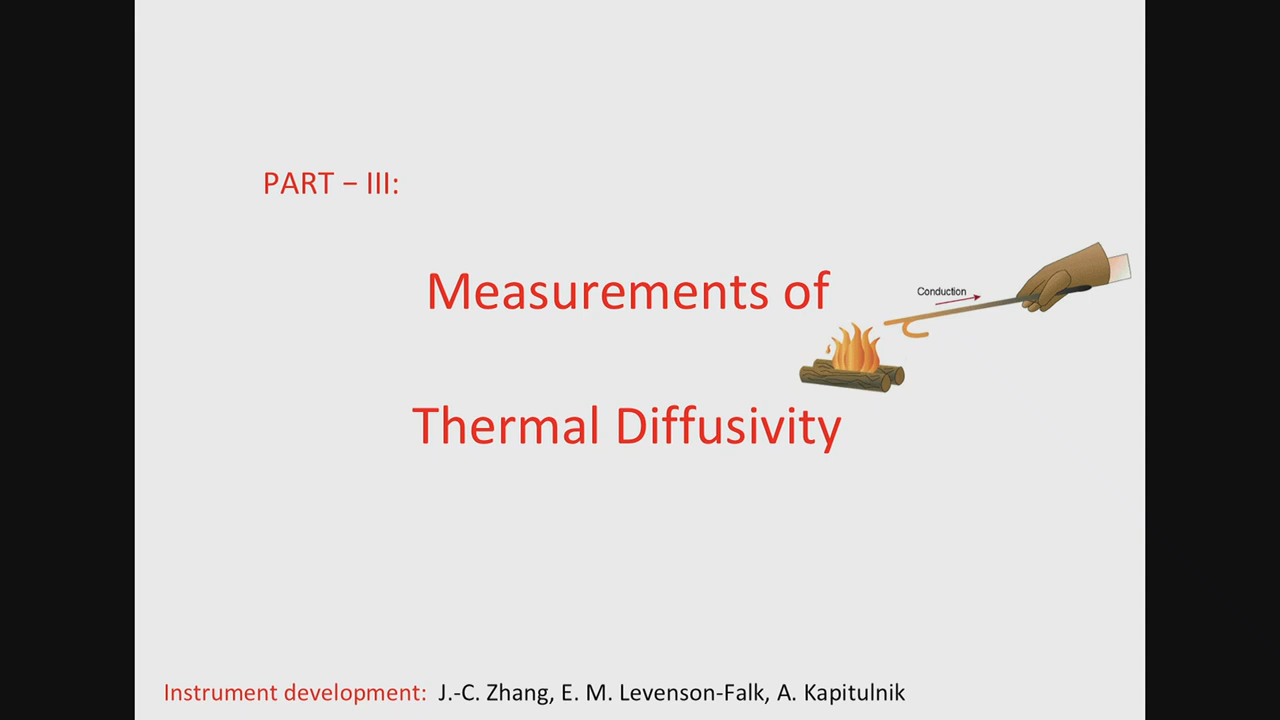 PART – III:
Measurements of
Conduction
Thermal Diffusivity
Instrument development: J.-C. Zhang, E. M. Levenson-Falk, A. Kapitulnik